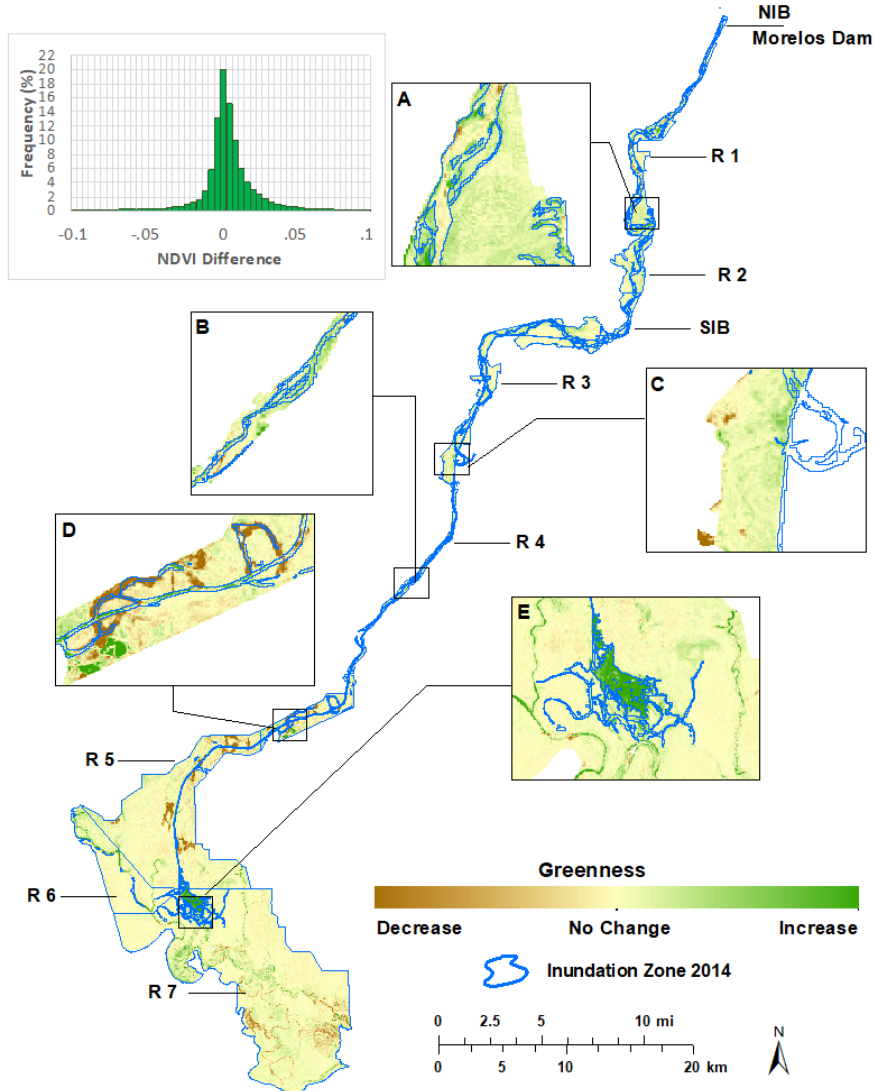 NIB
Morelos Dam
22
20
18
16
14
12
10
8
6
4
2
0
Frequency (%)
-0.1 -.05 0 .05 .1
NDVI Difference
A
R 1
R 2
B
SIB
R 3
C
D
R 4
E
R 5
R 6
R 7
Greenness
Decrease No Change Increase
Inundation Zone 2014
0 2.5 5 10 mi
0 5 10 20 km
N